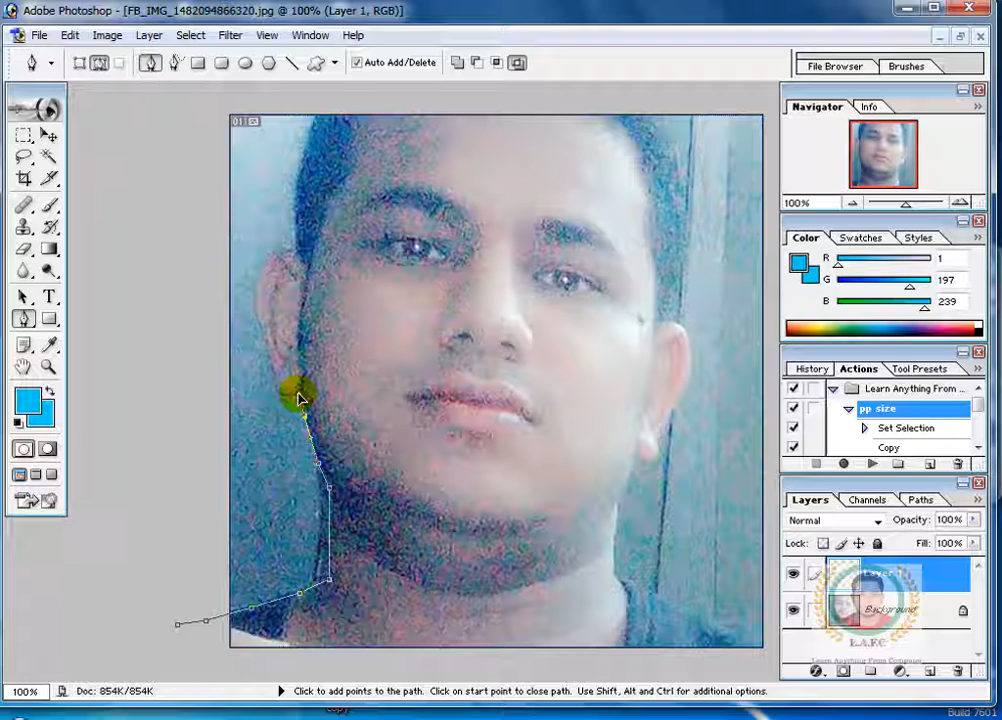 Adobe Photoshop - [FB_IMG_1482094866320.jpg @ 100% (Layer 1, RGB)]
File Edit Image Layer Select Filter View Window Help
Auto Add/Delete
File Browser Brushes
Navigator Info
100%
Color Swatches Styles
R 1
G 197
B 239
History Actions Tool Presets
Learn Anything From ...
pp size
Set Selection
Copy
Layers Channels Paths
Normal Opacity: 100%
Lock: Fill: 100%
Layer 1
Background
L.A.F.C
Learn Anything From Computer
100% Doc: 854K/854K Click to add points to the path. Click on start point to close path. Use Shift, Alt and Ctrl for additional options.
Build 7601